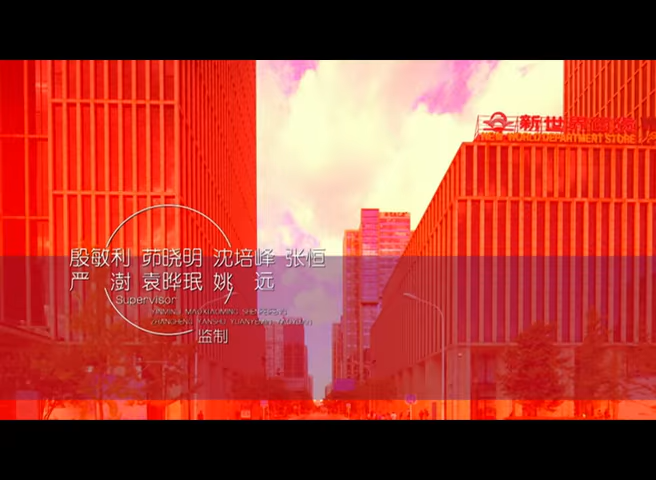 新世界百货
NEW WORLD DEPARTMENT STORE
殷敏利 茆晓明 沈培峰 张恒
严 澍 袁晔珉 姚 远
Supervisor
监制